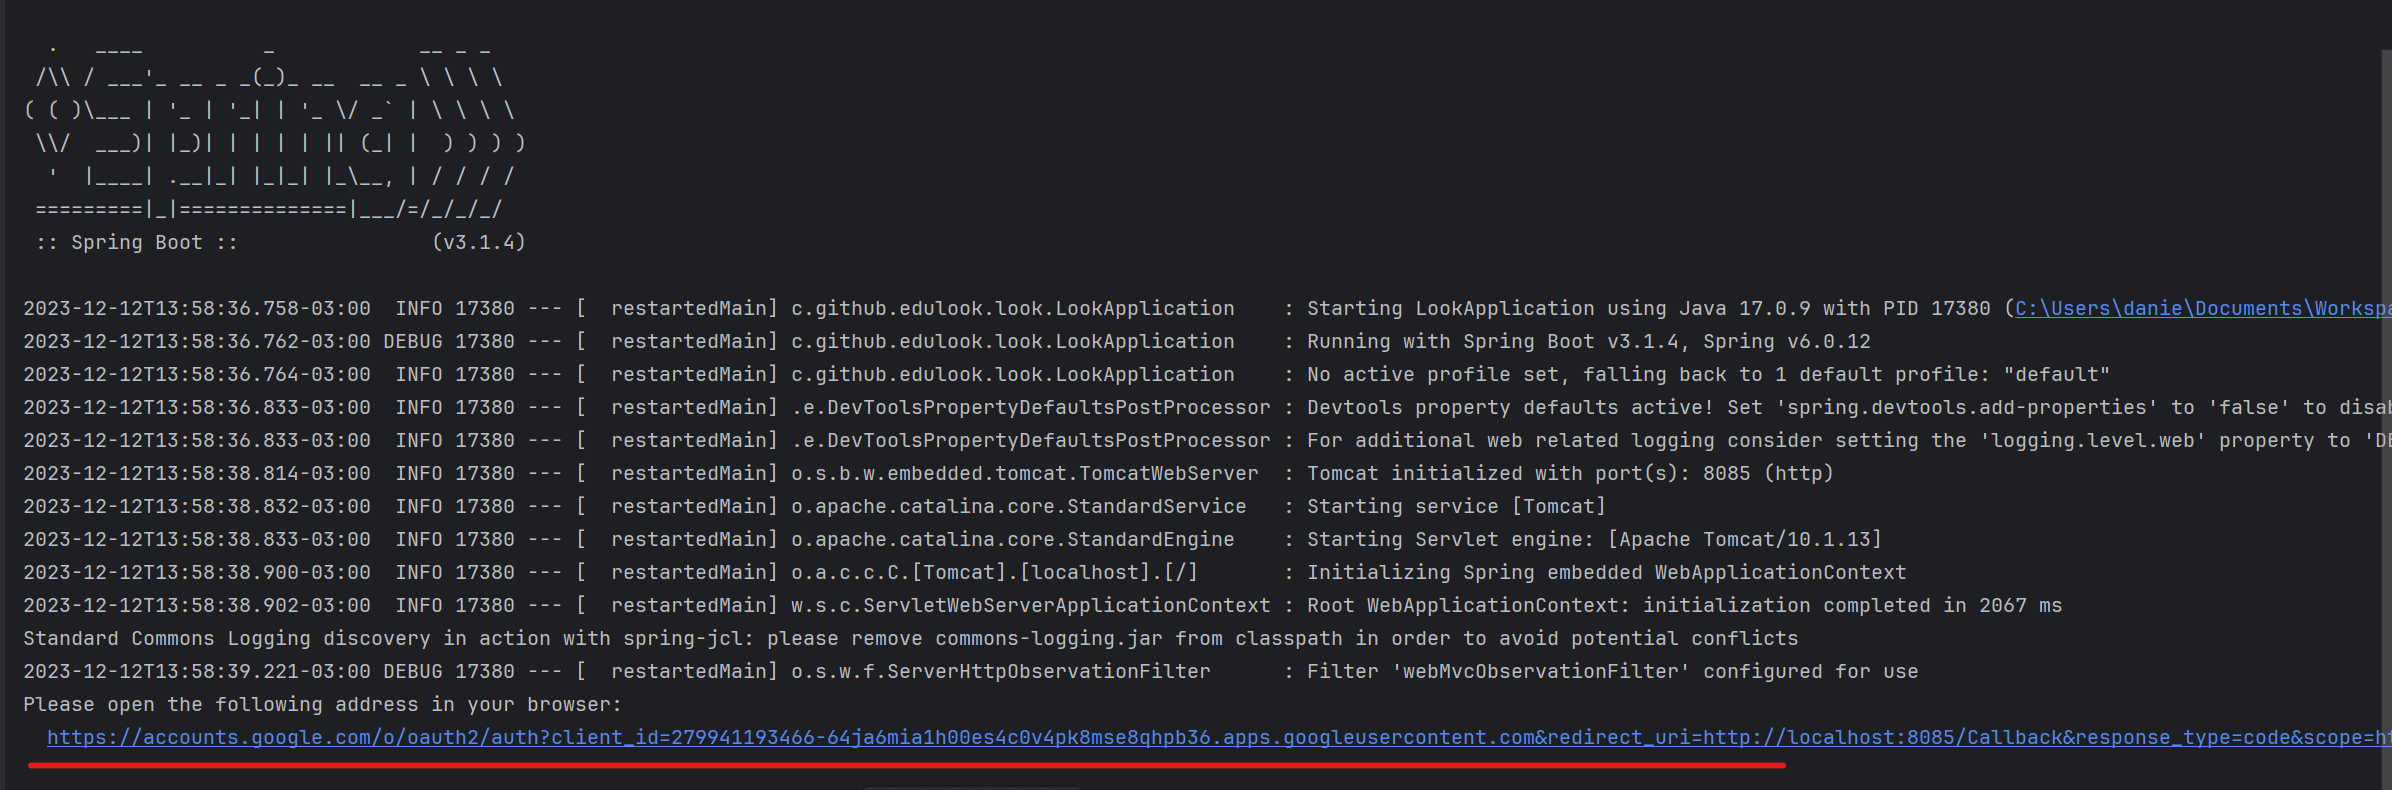 .   ____          _            __ _ _
 /\\ / ___'_ __ _ _(_)_ __  __ _ \ \ \ \
( ( )\___ | '_ | '_| | '_ \/ _` | \ \ \ \
 \\/  ___)| |_)| | | | | || (_| |  ) ) ) )
  '  |____| .__|_| |_|_| |_\__, | / / / /
 =========|_|==============|___/=/_/_/_/
 :: Spring Boot ::                (v3.1.4)
2023-12-12T13:58:36.758-03:00  INFO 17380 --- [  restartedMain] c.github.edulook.look.LookApplication    : Starting LookApplication using Java 17.0.9 with PID 17380 (C:\Users\danie\Documents\Workspa
2023-12-12T13:58:36.762-03:00 DEBUG 17380 --- [  restartedMain] c.github.edulook.look.LookApplication    : Running with Spring Boot v3.1.4, Spring v6.0.12
2023-12-12T13:58:36.764-03:00  INFO 17380 --- [  restartedMain] c.github.edulook.look.LookApplication    : No active profile set, falling back to 1 default profile: "default"
2023-12-12T13:58:36.833-03:00  INFO 17380 --- [  restartedMain] .e.DevToolsPropertyDefaultsPostProcessor : Devtools property defaults active! Set 'spring.devtools.add-properties' to 'false' to disab
2023-12-12T13:58:36.833-03:00  INFO 17380 --- [  restartedMain] .e.DevToolsPropertyDefaultsPostProcessor : For additional web related logging consider setting the 'logging.level.web' property to 'DE
2023-12-12T13:58:38.814-03:00  INFO 17380 --- [  restartedMain] o.s.b.w.embedded.tomcat.TomcatWebServer  : Tomcat initialized with port(s): 8085 (http)
2023-12-12T13:58:38.832-03:00  INFO 17380 --- [  restartedMain] o.apache.catalina.core.StandardService   : Starting service [Tomcat]
2023-12-12T13:58:38.833-03:00  INFO 17380 --- [  restartedMain] o.apache.catalina.core.StandardEngine    : Starting Servlet engine: [Apache Tomcat/10.1.13]
2023-12-12T13:58:38.900-03:00  INFO 17380 --- [  restartedMain] o.a.c.c.C.[Tomcat].[localhost].[/]       : Initializing Spring embedded WebApplicationContext
2023-12-12T13:58:38.902-03:00  INFO 17380 --- [  restartedMain] w.s.c.ServletWebServerApplicationContext : Root WebApplicationContext: initialization completed in 2067 ms
Standard Commons Logging discovery in action with spring-jcl: please remove commons-logging.jar from classpath in order to avoid potential conflicts
2023-12-12T13:58:39.221-03:00 DEBUG 17380 --- [  restartedMain] o.s.w.f.ServerHttpObservationFilter      : Filter 'webMvcObservationFilter' configured for use
Please open the following address in your browser:
  https://accounts.google.com/o/oauth2/auth?client_id=279941193466-64ja6mia1h00es4c0v4pk8mse8qhpb36.apps.googleusercontent.com&redirect_uri=http://localhost:8085/Callback&response_type=code&scope=ht